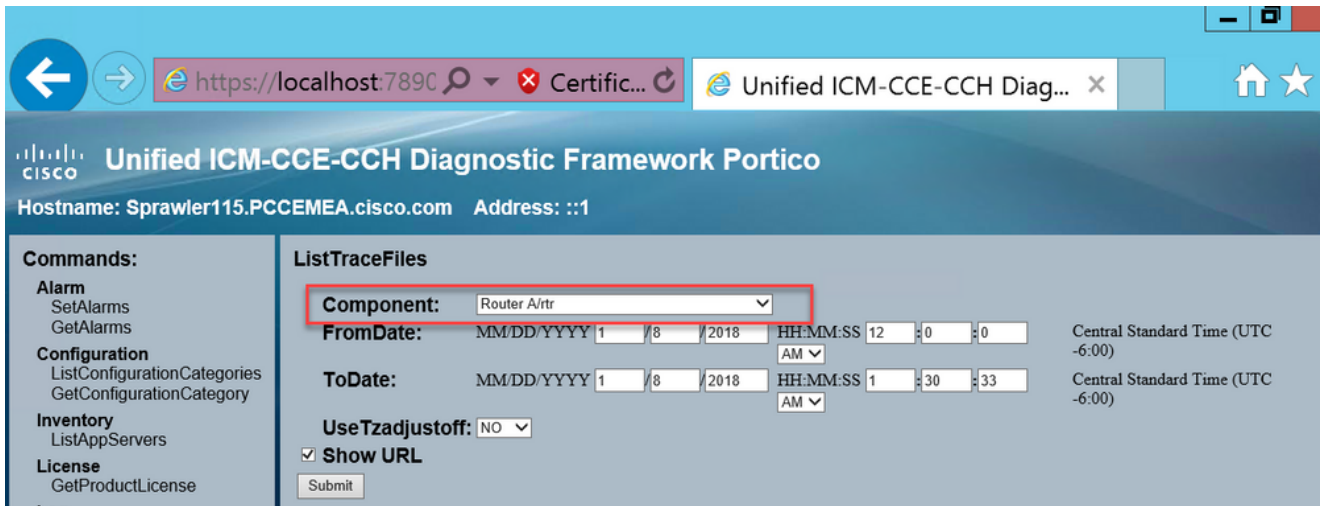 https://localhost:7890 Certific... Unified ICM-CCE-CCH Diag...
CISCO
Unified ICM-CCE-CCH Diagnostic Framework Portico
Hostname: Sprawler115.PCCEMEA.cisco.com Address: ::1
Commands:
Alarm
SetAlarms
GetAlarms
Configuration
ListConfigurationCategories
GetConfigurationCategory
Inventory
ListAppServers
License
GetProductLicense
ListTraceFiles
Component: Router A/rtr
FromDate: MM/DD/YYYY 1 /8 /2018 HH:MM:SS 12 :0 :0 Central Standard Time (UTC
AM -6:00)
ToDate: MM/DD/YYYY 1 /8 /2018 HH:MM:SS 1 :30 :33 Central Standard Time (UTC
AM -6:00)
UseTzadjustoff: NO
Show URL
Submit